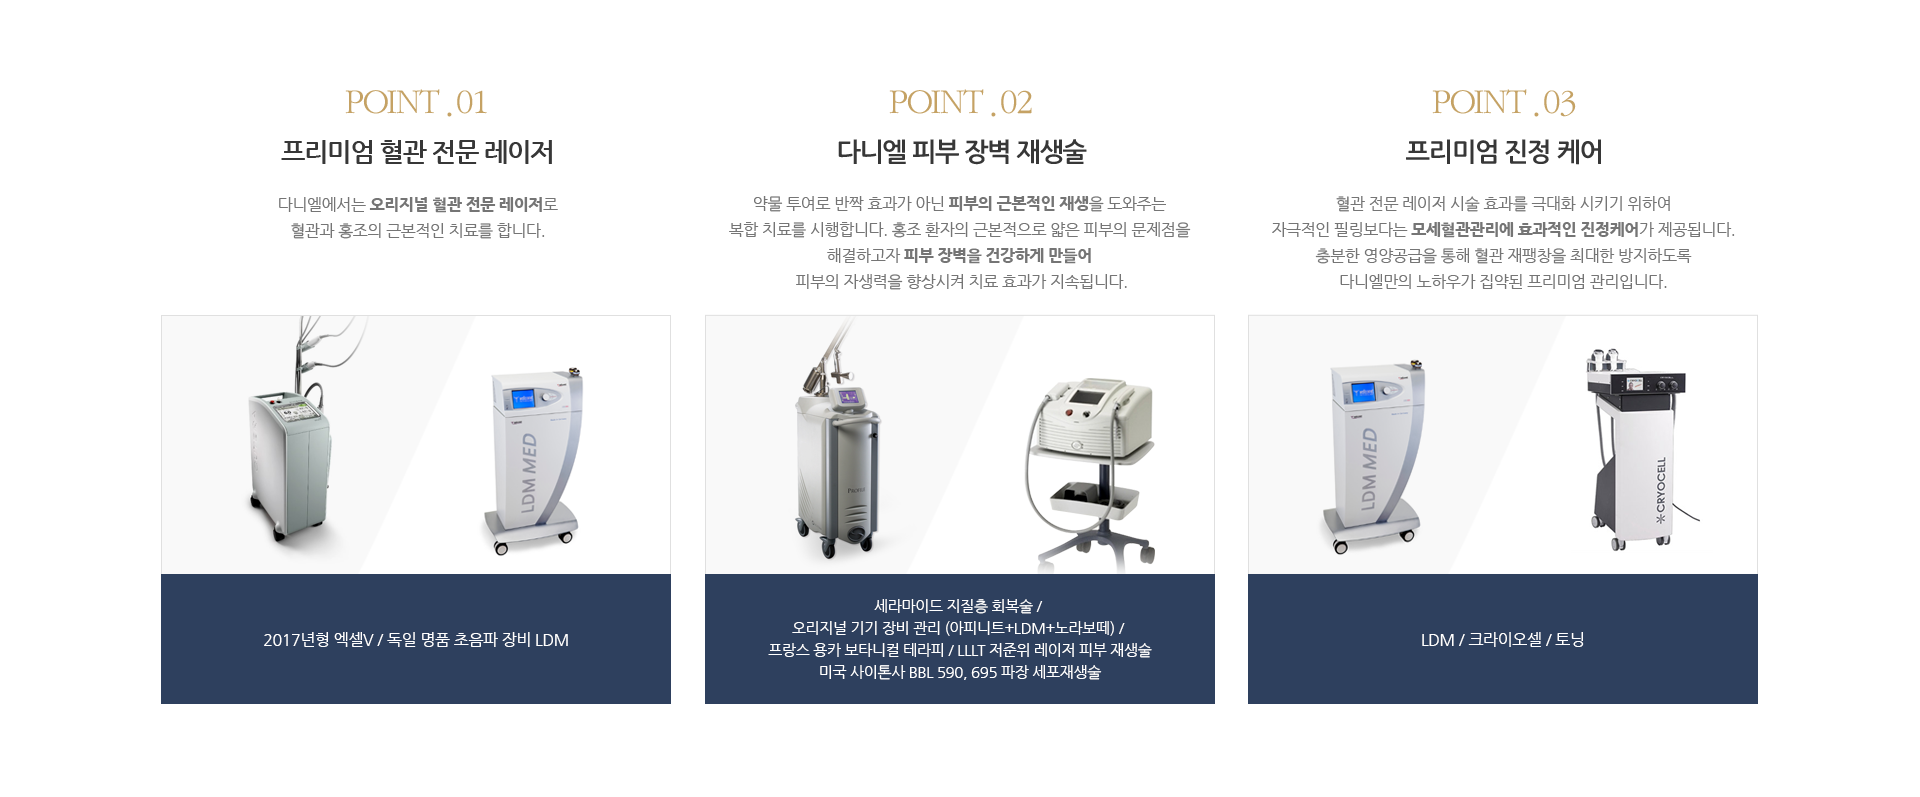 POINT .01
프리미엄 혈관 전문 레이저
다니엘에서는 오리지널 혈관 전문 레이저로
혈관과 홍조의 근본적인 치료를 합니다.
LDM MED
2017년형 엑셀V / 독일 명품 초음파 장비 LDM
POINT .02
다니엘 피부 장벽 재생술
약물 투여로 반짝 효과가 아닌 피부의 근본적인 재생을 도와주는
복합 치료를 시행합니다. 홍조 환자의 근본적으로 얇은 피부의 문제점을
해결하고자 피부 장벽을 건강하게 만들어
피부의 자생력을 향상시켜 치료 효과가 지속됩니다.
세라마이드 지질층 회복술 /
오리지널 기기 장비 관리 (아피니트+LDM+노라보떼) /
프랑스 용카 보타니컬 테라피 / LLLT 저준위 레이저 피부 재생술
미국 사이톤사 BBL 590, 695 파장 세포재생술
POINT .03
프리미엄 진정 케어
혈관 전문 레이저 시술 효과를 극대화 시키기 위하여
자극적인 필링보다는 모세혈관관리에 효과적인 진정케어가 제공됩니다.
충분한 영양공급을 통해 혈관 재팽창을 최대한 방지하도록
다니엘만의 노하우가 집약된 프리미엄 관리입니다.
LDM MED
CRYOCELL
LDM / 크라이오셀 / 토닝